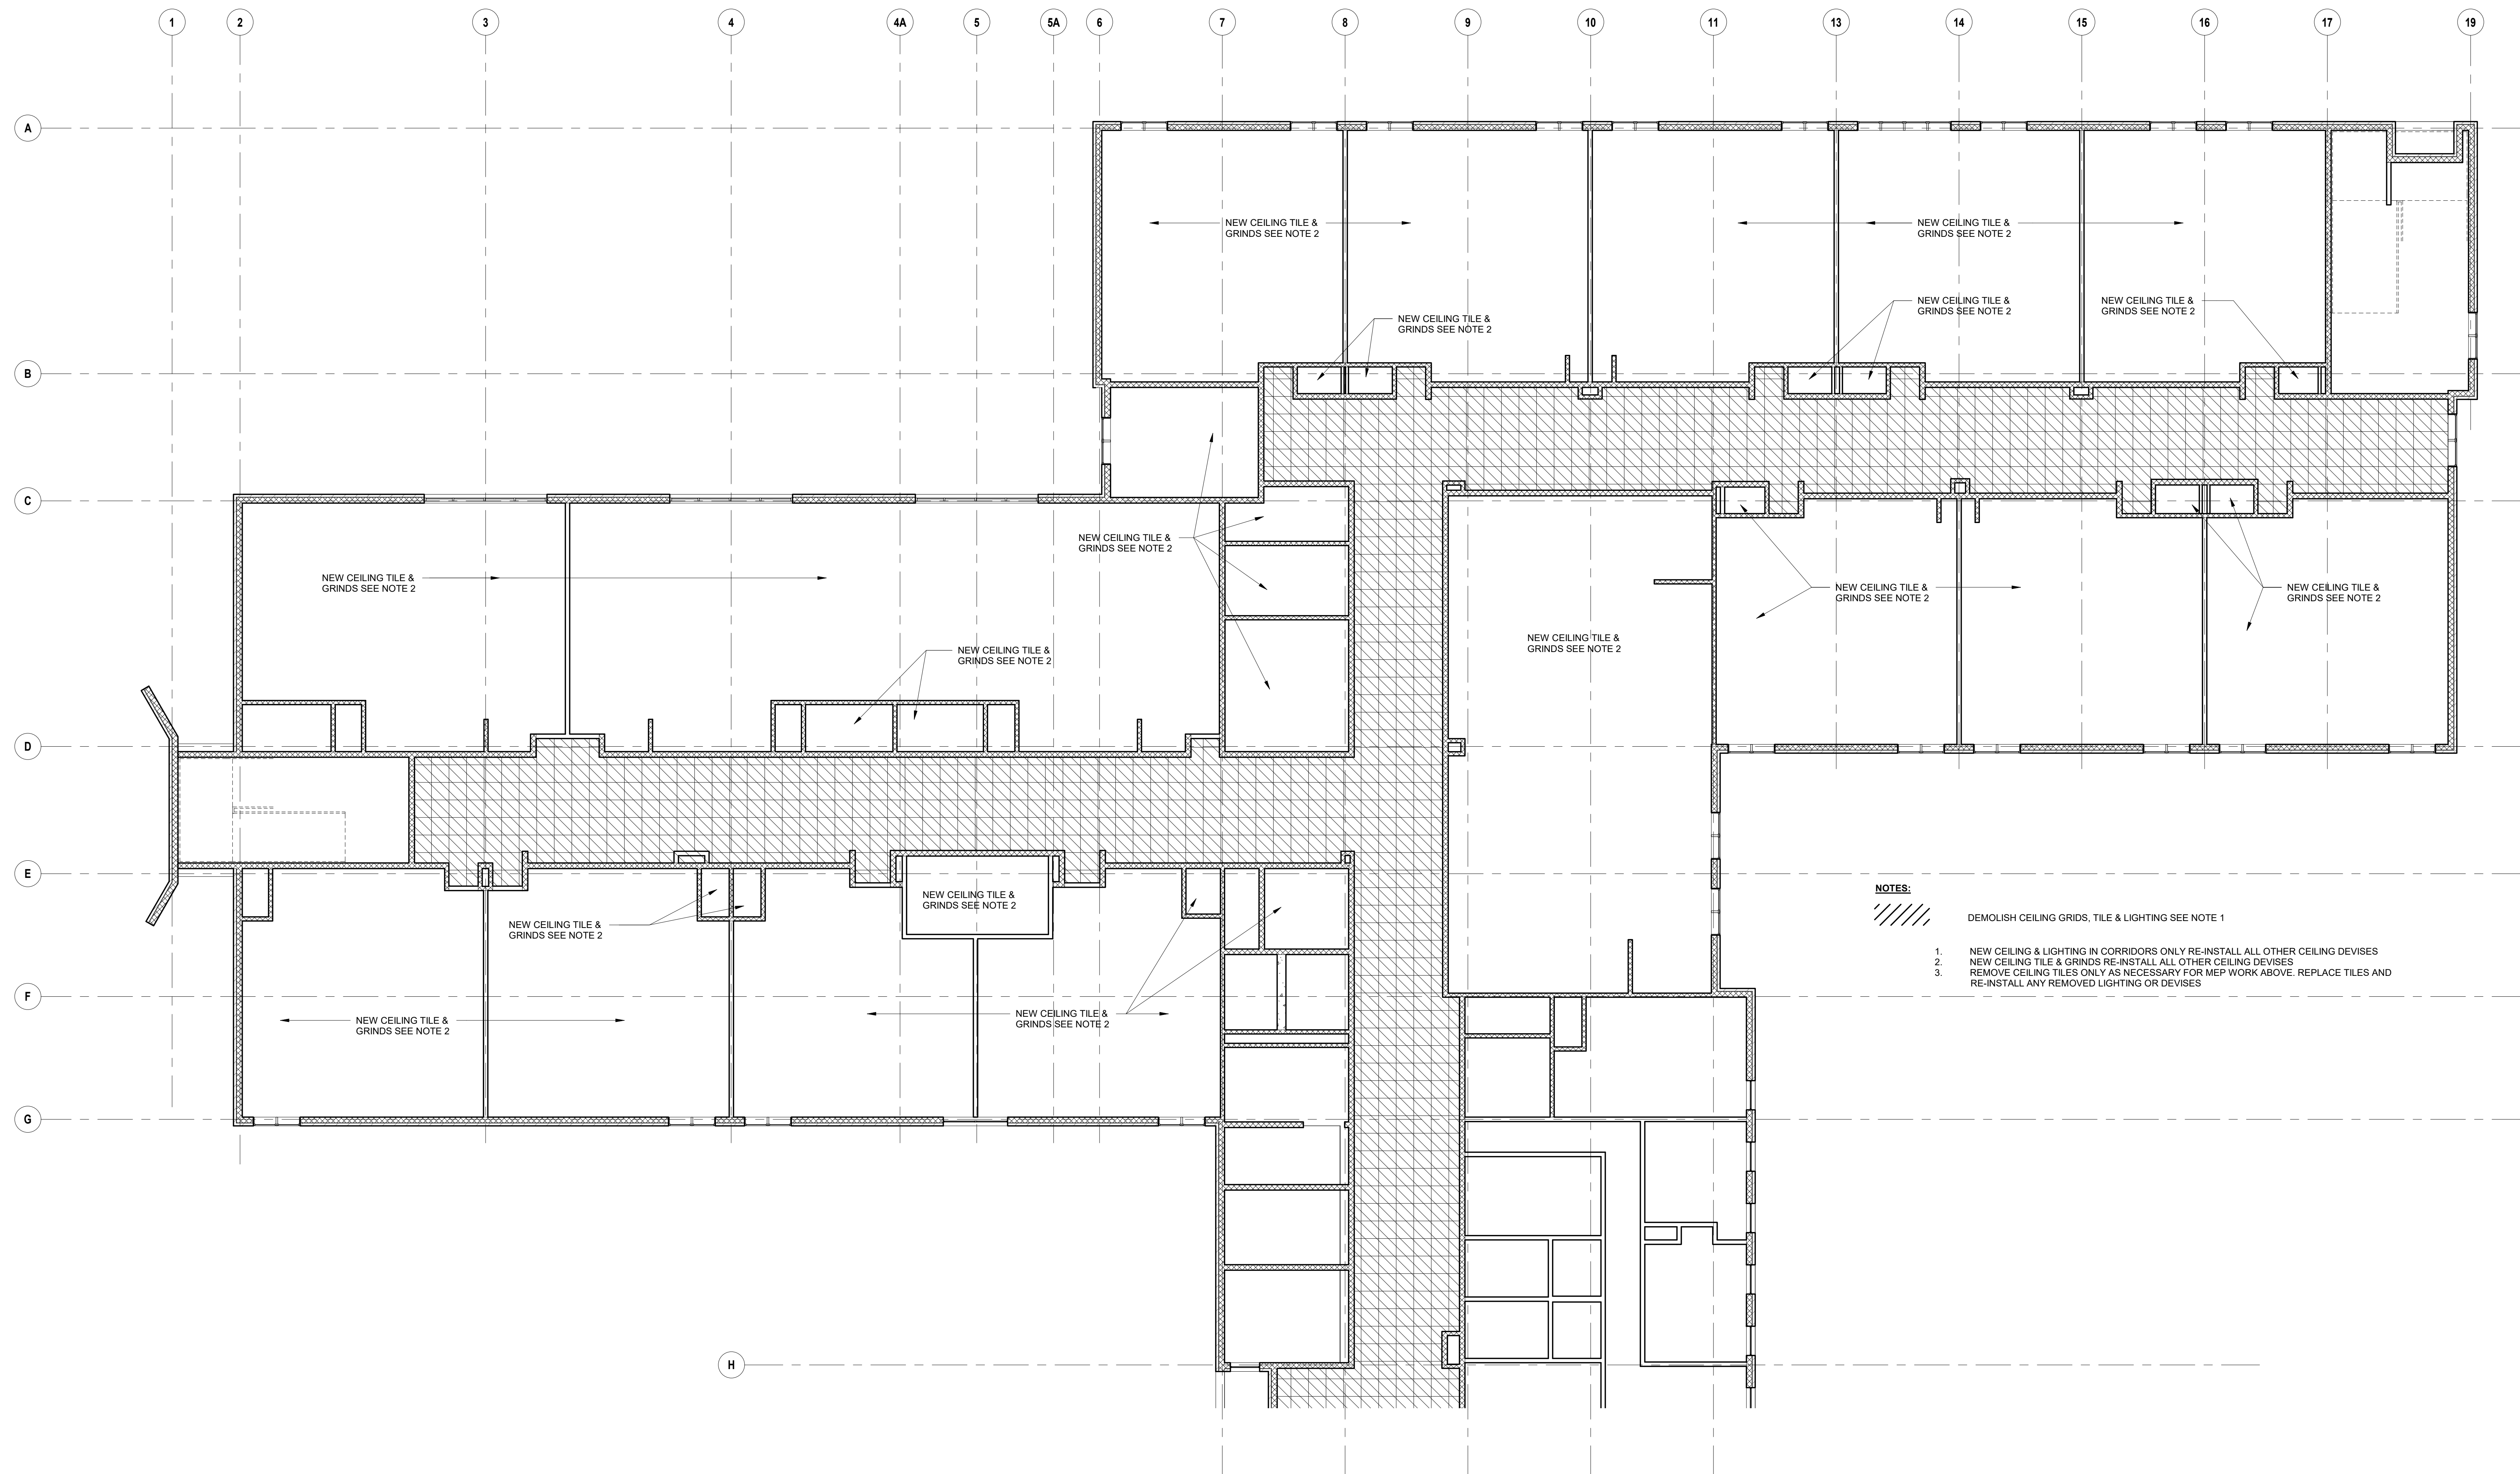 1
2
3
4
4A
5
5A
6
7
8
9
10
11
13
14
15
16
17
19
A
NEW CEILING TILE &
GRINDS SEE NOTE 2
NEW CEILING TILE &
GRINDS SEE NOTE 2
NEW CEILING TILE &
GRINDS SEE NOTE 2
NEW CEILING TILE &
GRINDS SEE NOTE 2
NEW CEILING TILE &
GRINDS SEE NOTE 2
B
C
NEW CEILING TILE &
GRINDS SEE NOTE 2
NEW CEILING TILE &
GRINDS SEE NOTE 2
NEW CEILING TILE &
GRINDS SEE NOTE 2
NEW CEILING TILE &
GRINDS SEE NOTE 2
NEW CEILING TILE &
GRINDS SEE NOTE 2
NEW CEILING TILE &
GRINDS SEE NOTE 2
D
E
NEW CEILING TILE &
GRINDS SEE NOTE 2
NEW CEILING TILE &
GRINDS SEE NOTE 2
NOTES:
DEMOLISH CEILING GRIDS, TILE & LIGHTING SEE NOTE 1
1. NEW CEILING & LIGHTING IN CORRIDORS ONLY RE-INSTALL ALL OTHER CEILING DEVISES
2. NEW CEILING TILE & GRINDS RE-INSTALL ALL OTHER CEILING DEVISES
3. REMOVE CEILING TILES ONLY AS NECESSARY FOR MEP WORK ABOVE. REPLACE TILES AND
RE-INSTALL ANY REMOVED LIGHTING OR DEVISES
F
NEW CEILING TILE &
GRINDS SEE NOTE 2
NEW CEILING TILE &
GRINDS SEE NOTE 2
G
H